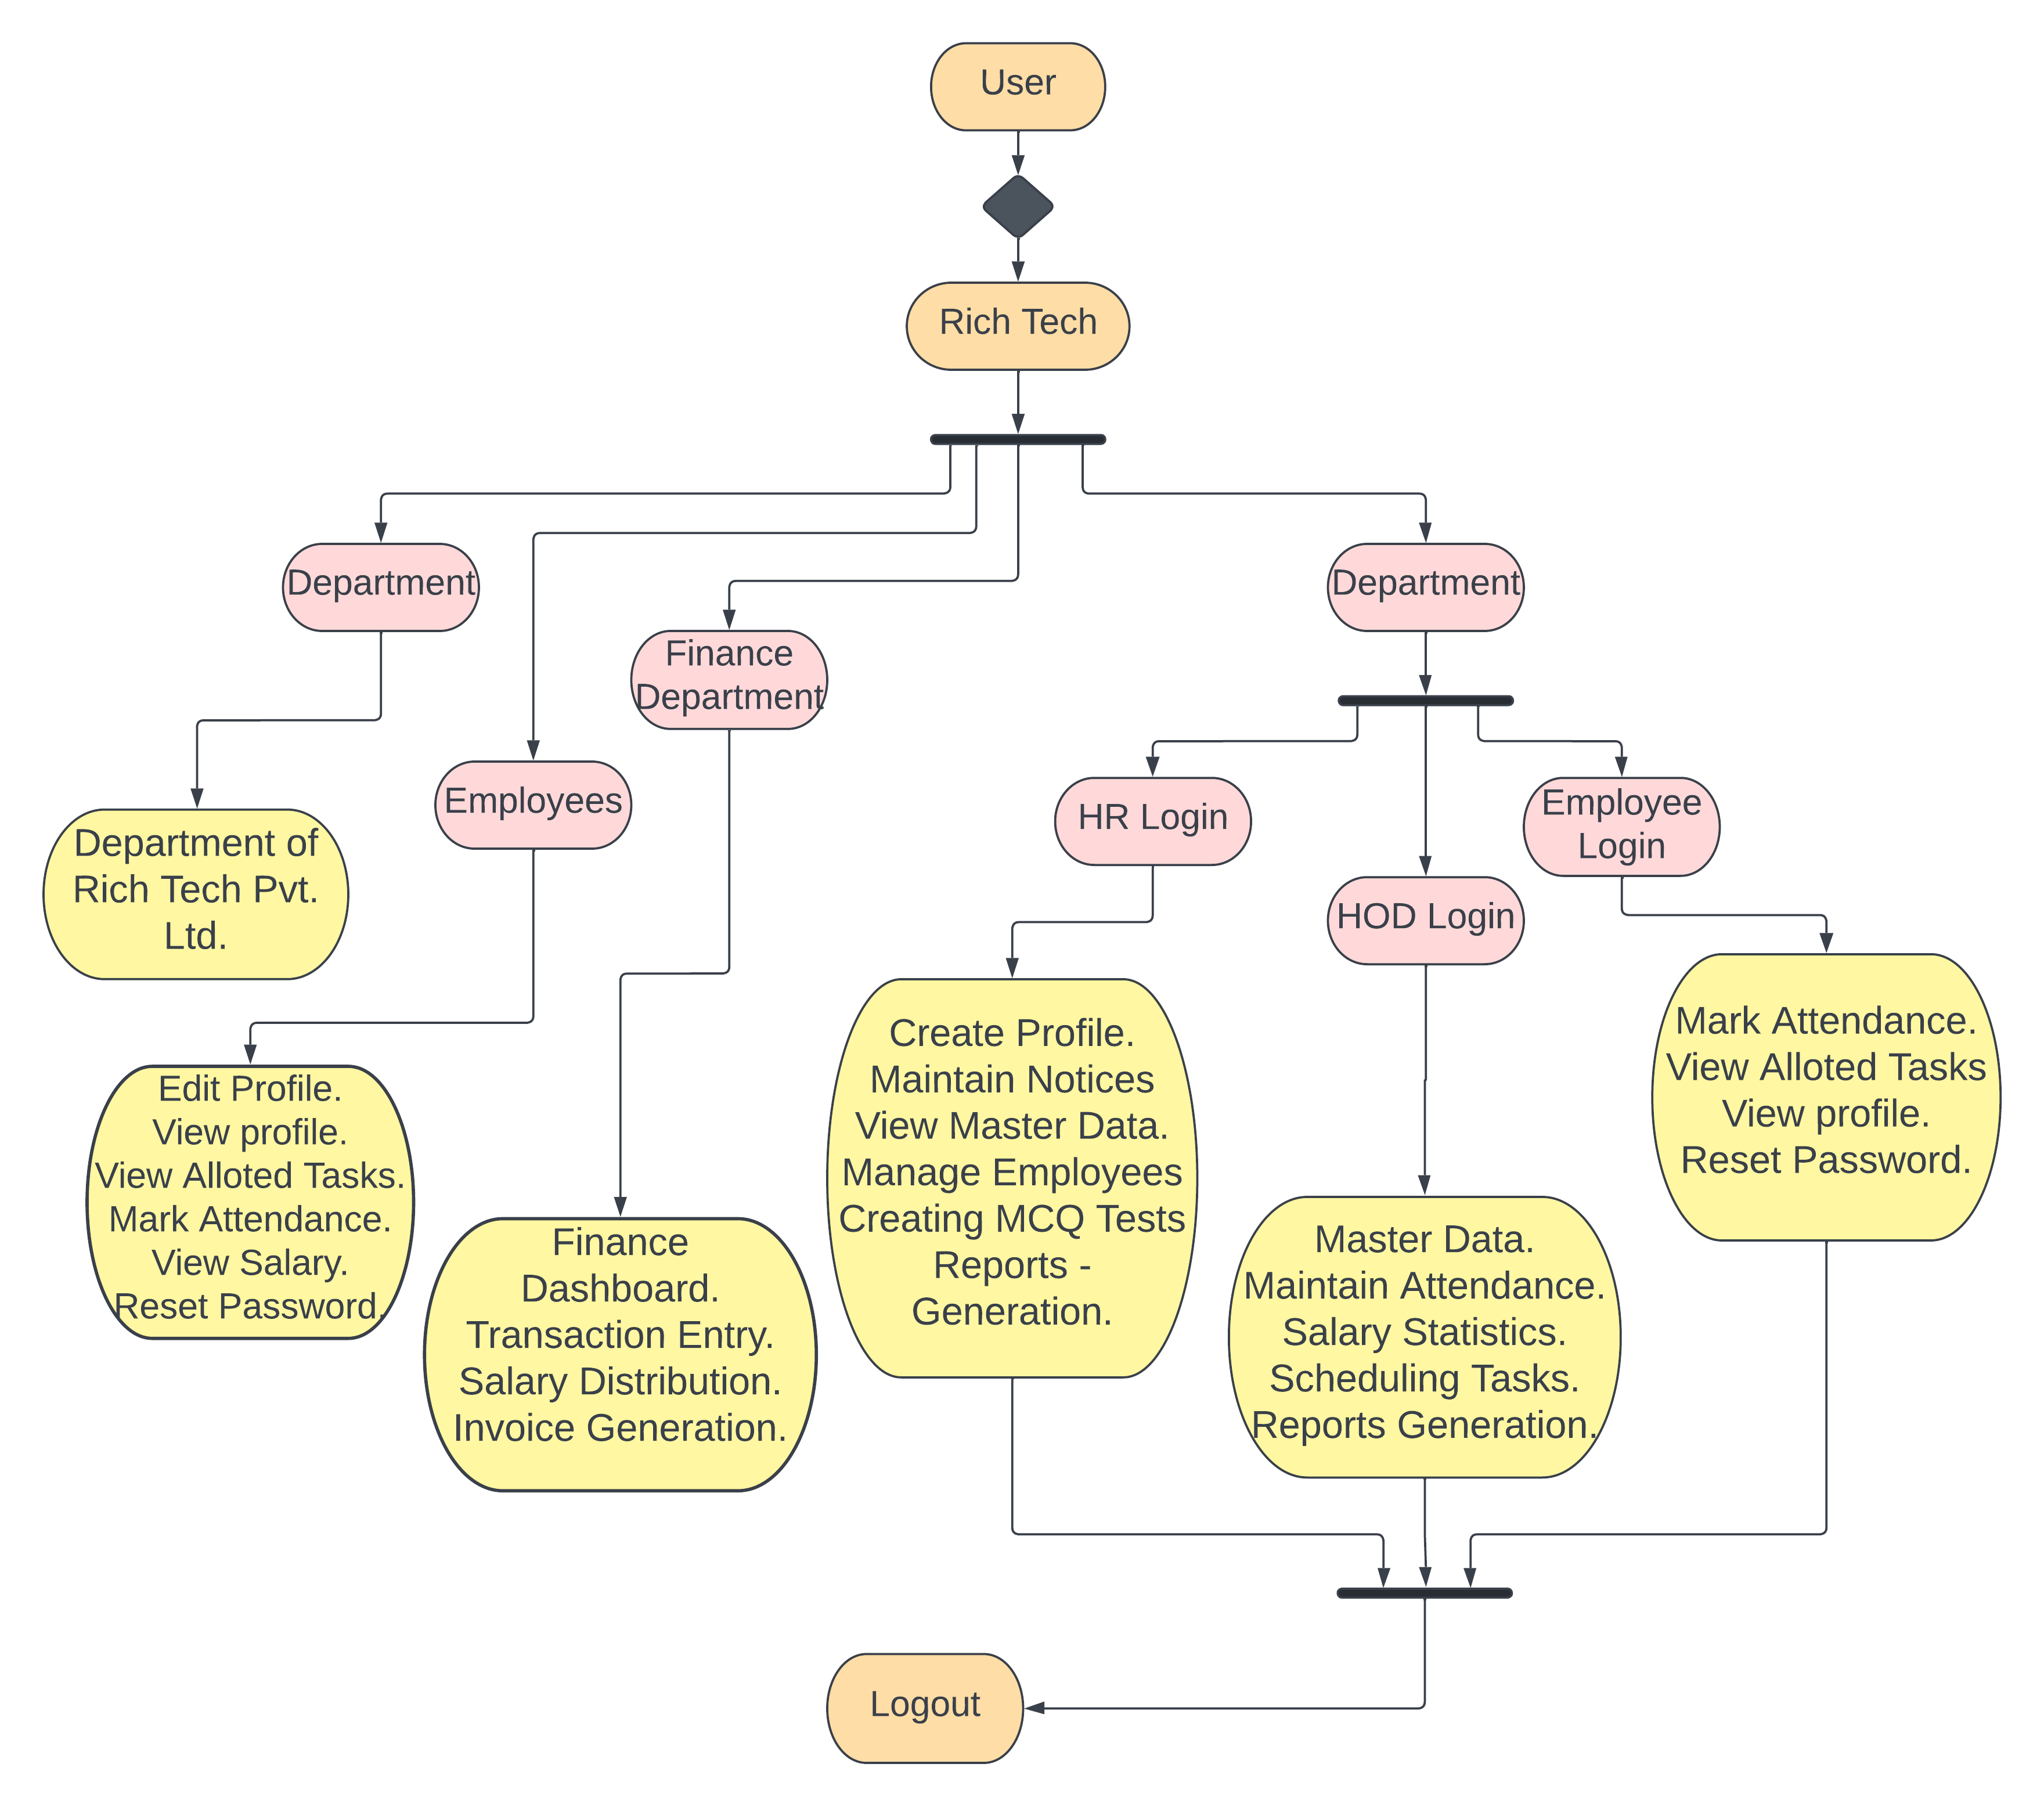 User
Rich Tech
Department
Department
Finance
Department
Employees
HR Login
Employee
Login
HOD Login
Department of
Rich Tech Pvt.
Ltd.
Edit Profile.
View profile.
View Alloted Tasks.
Mark Attendance.
View Salary.
Reset Password.
Finance
Dashboard.
Transaction Entry.
Salary Distribution.
Invoice Generation.
Create Profile.
Maintain Notices
View Master Data.
Manage Employees
Creating MCQ Tests
Reports -
Generation.
Master Data.
Maintain Attendance.
Salary Statistics.
Scheduling Tasks.
Reports Generation.
Mark Attendance.
View Alloted Tasks
View profile.
Reset Password.
Logout